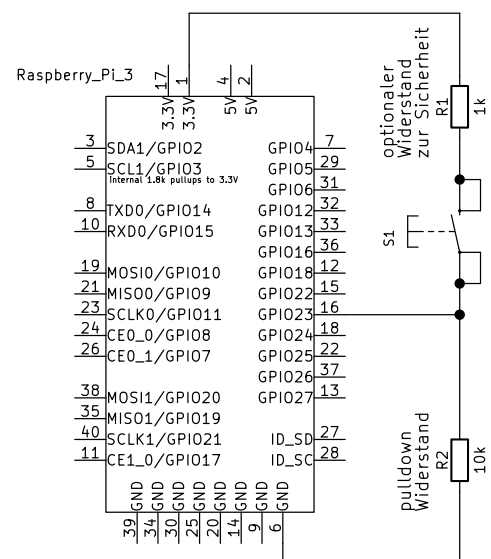 Raspberry_Pi_3
17
1
4
2
3.3V
3.3V
5V
5V
3 SDA1/GPIO2
5 SCL1/GPIO3
Internal 1.8k pullups to 3.3V
8 TXD0/GPIO14
10 RXD0/GPIO15
19 MOSI0/GPIO10
21 MISO0/GPIO9
23 SCLK0/GPIO11
24 CE0_0/GPIO8
26 CE0_1/GPIO7
38 MOSI1/GPIO20
35 MISO1/GPIO19
40 SCLK1/GPIO21
11 CE1_0/GPIO17
GPIO4 7
GPIO5 29
GPIO6 31
GPIO12 32
GPIO13 33
GPIO16 36
GPIO18 12
GPIO22 15
GPIO23 16
GPIO24 18
GPIO25 22
GPIO26 37
GPIO27 13
ID_SD 27
ID_SC 28
GND
GND
GND
GND
GND
GND
GND
GND
39
34
30
25
20
14
9
6
optionaler
Widerstand
zur Sicherheit
R1
1k
S1
pulldown
Widerstand
R2
10k